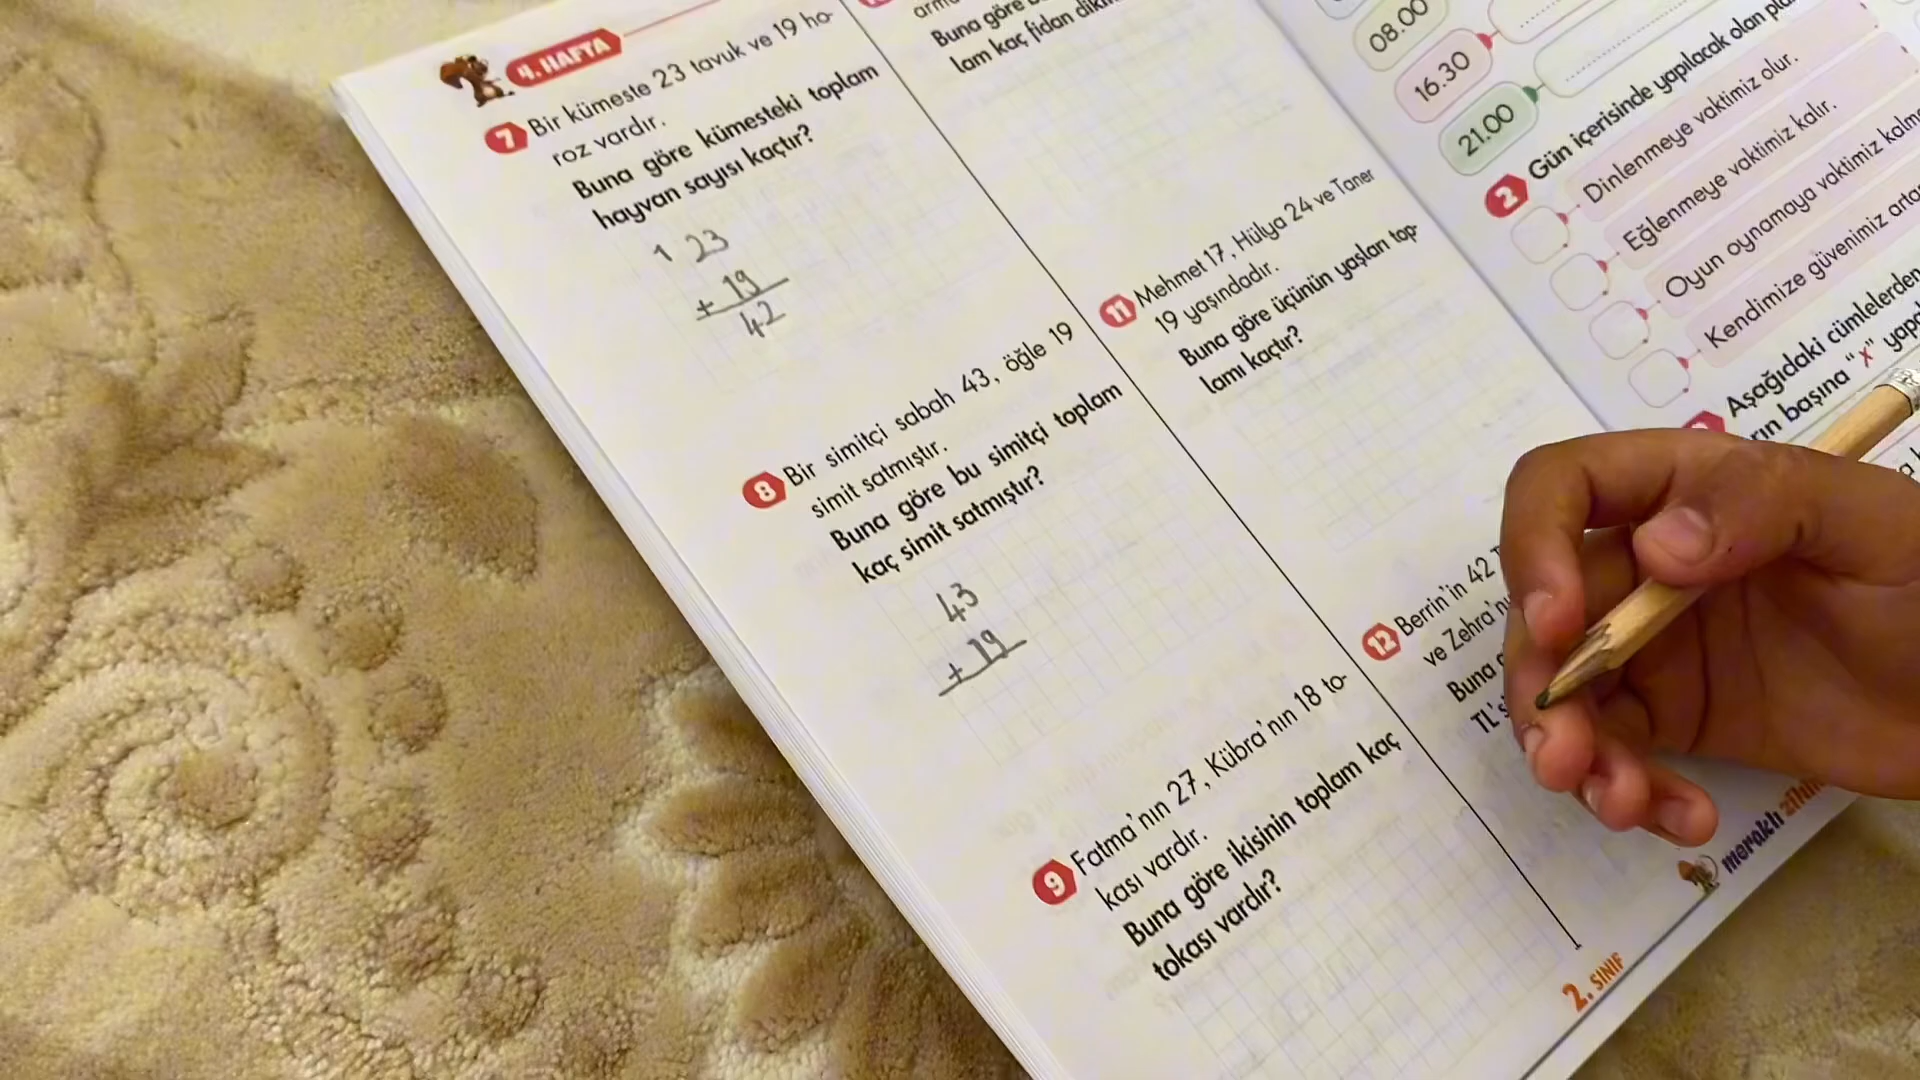 4. HAFTA
7 Bir kümeste 23 tavuk ve 19 ho-
roz vardır.
Buna göre kümesteki toplam
hayvan sayısı kaçtır?
1 23
+ 19
42
8 Bir simitçi sabah 43, öğle 19
simit satmıştır.
Buna göre bu simitçi toplam
kaç simit satmıştır?
43
+ 19
9 Fatma'nın 27, Kübra'nın 18 to-
kası vardır.
Buna göre ikisinin toplam kaç
tokası vardır?
Buna göre
lam kaç fidan
11 Mehmet 17, Hülya 24 ve Taner
19 yaşındadır.
Buna göre üçünün yaşları top-
lamı kaçtır?
12 Berrin'in 42
ve Zehra'nı
Buna
TL's
meraklı
2. SINIF
08.00
16.30
21.00
2 Gün içerisinde yapılacak olan
Dinlenmeye vaktimiz olur.
Eğlenmeye vaktimiz kalır.
Oyun oynamaya vaktimiz
Kendimize güvenimiz
Aşağıdaki cümlelerden
başına "x"